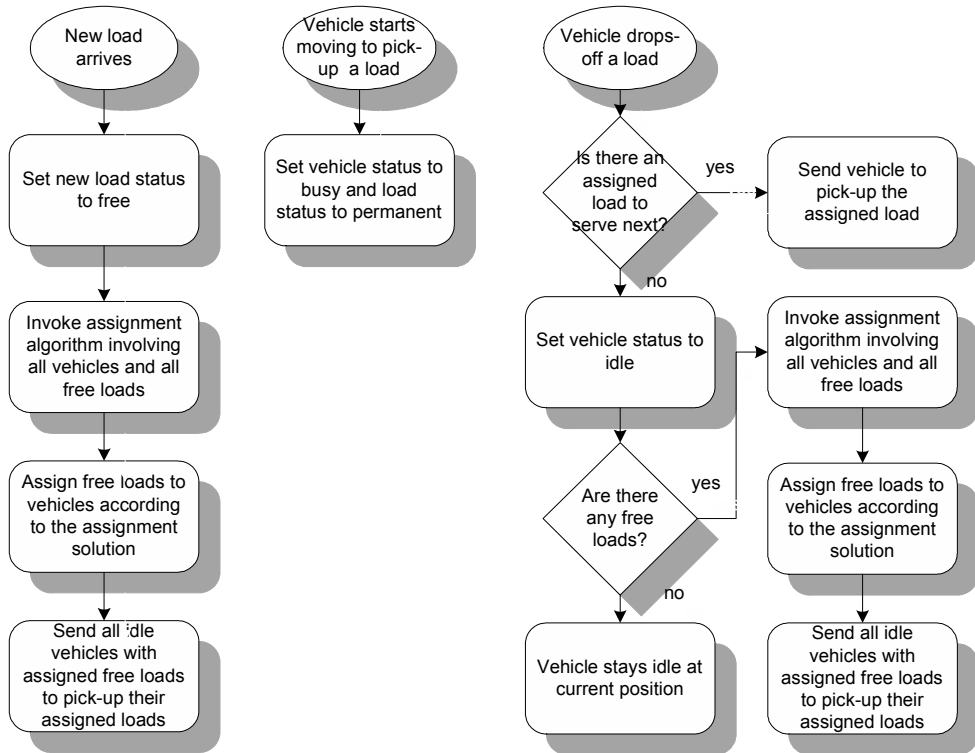 New load
arrives
Set new load status
to free
Invoke assignment
algorithm involving
all vehicles and all
free loads
Assign free loads to
vehicles according
to the assignment
solution
Send all idle
vehicles with
assigned free loads
to pick-up their
assigned loads
Vehicle starts
moving to pick-
up a load
Set vehicle status to
busy and load
status to permanent
Vehicle drops-
off a load
Is there an
assigned
load to
serve next?
yes
Send vehicle to
pick-up the
assigned load
no
Set vehicle status to
idle
Are there
any free
loads?
yes
no
Vehicle stays idle at
current position
Invoke assignment
algorithm involving
all vehicles and all
free loads
Assign free loads to
vehicles according
to the assignment
solution
Send all idle
vehicles with
assigned free loads
to pick-up their
assigned loads